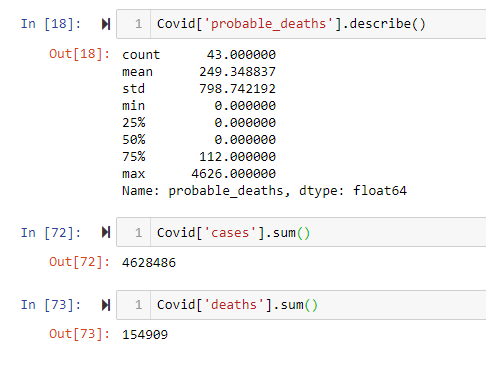 In [18]: 1 Covid['probable_deaths'].describe()
Out[18]: count 43.000000
mean 249.348837
std 798.742192
min 0.000000
25% 0.000000
50% 0.000000
75% 112.000000
max 4626.000000
Name: probable_deaths, dtype: float64
In [72]: 1 Covid['cases'].sum()
Out[72]: 4628486
In [73]: 1 Covid['deaths'].sum()
Out[73]: 154909